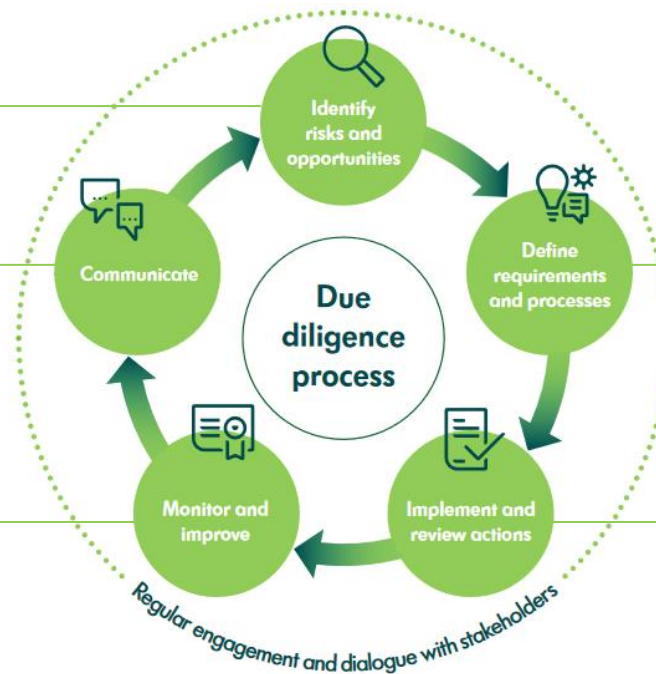 Identify
risks and
opportunities
Define
requirements
and processes
Implement and
review actions
Monitor and
improve
Communicate
Due
diligence
process
Regular engagement and dialogue with stakeholders